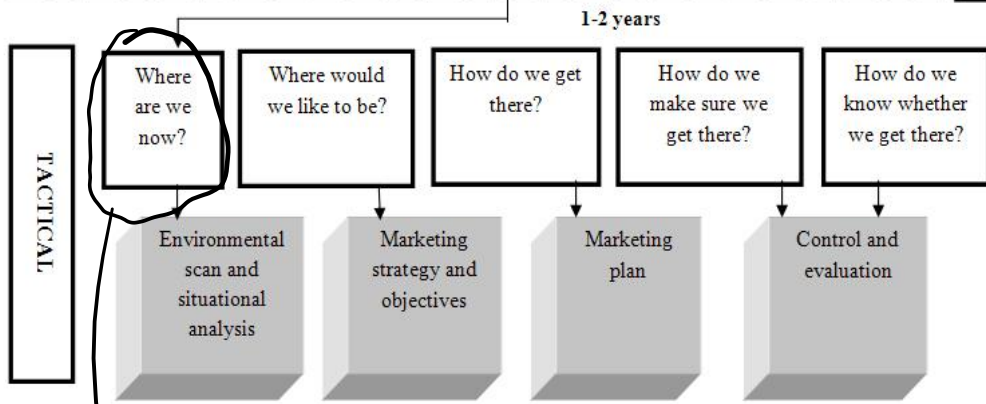 1-2 years
TACTICAL
Where
are we
now?
Where would
we like to be?
How do we get
there?
How do we
make sure we
get there?
How do we
know whether
we get there?
Environmental
scan and
situational
analysis
Marketing
strategy and
objectives
Marketing
plan
Control and
evaluation